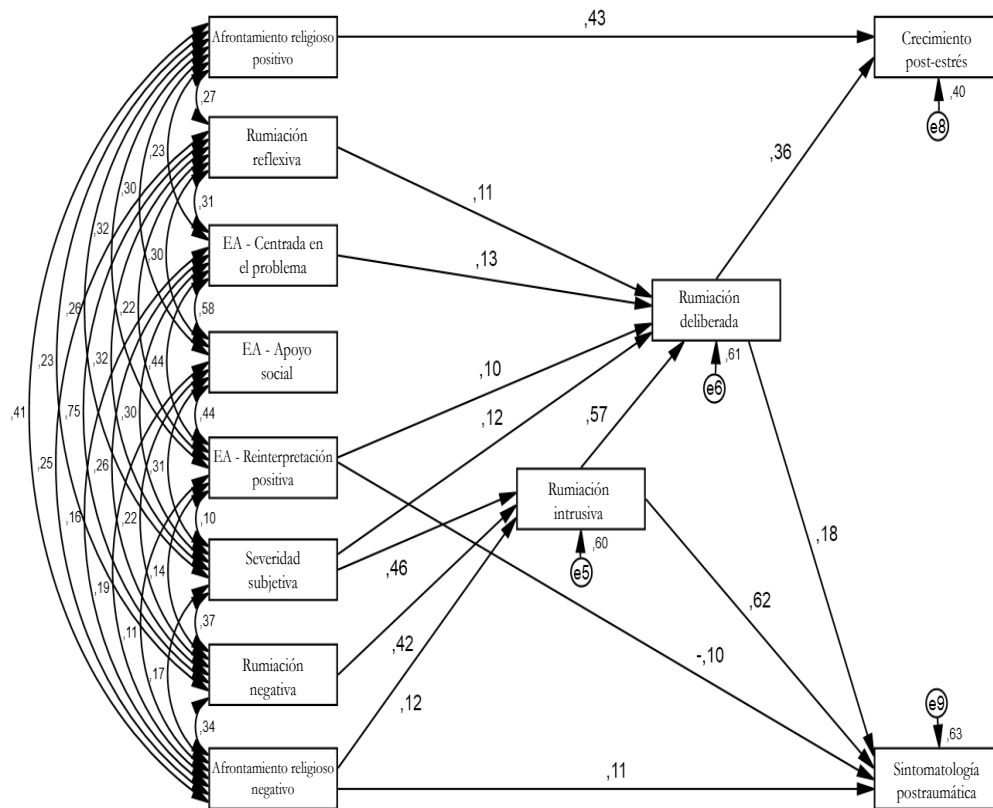 Afrontamiento religioso
positivo
,43
Crecimiento
post-estrés
,40
e8
,27
Rumiación
reflexiva
,23
,30
,31
,11
,36
,32
EA - Centrada en
el problema
,30
,13
Rumiación
deliberada
,26
,22
,58
,23
,32
,44
EA - Apoyo
social
,61
e6
,10
,41
,75
,30
,44
,12
,57
,25
,26
,31
EA - Reinterpretación
positiva
Rumiación
intrusiva
,16
,22
,10
,18
,60
e5
,14
Severidad
subjetiva
,46
,19
,62
,11
,37
,42
-,10
,17
Rumiación
negativa
,12
e9
,34
,63
Afrontamiento religioso
negativo
,11
Sintomatología
postraumática